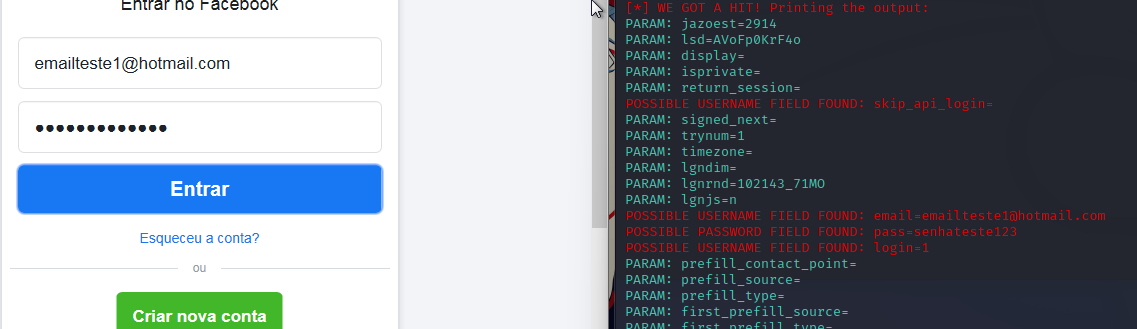 Entrar no Facebook
emailteste1@hotmail.com
•••••••••••••
Entrar
Esqueceu a conta?
ou
Criar nova conta
[*] WE GOT A HIT! Printing the output:
PARAM: jazoest=2914
PARAM: lsd=AVoFp0KrF4o
PARAM: display=
PARAM: isprivate=
PARAM: return_session=
POSSIBLE USERNAME FIELD FOUND: skip_api_login=
PARAM: signed_next=
PARAM: trynum=1
PARAM: timezone=
PARAM: lgndim=
PARAM: lgnrnd=102143_71MO
PARAM: lgnjs=n
POSSIBLE USERNAME FIELD FOUND: email=emailteste1@hotmail.com
POSSIBLE PASSWORD FIELD FOUND: pass=senhateste123
POSSIBLE USERNAME FIELD FOUND: login=1
PARAM: prefill_contact_point=
PARAM: prefill_source=
PARAM: prefill_type=
PARAM: first_prefill_source=
PARAM: first_prefill_type=